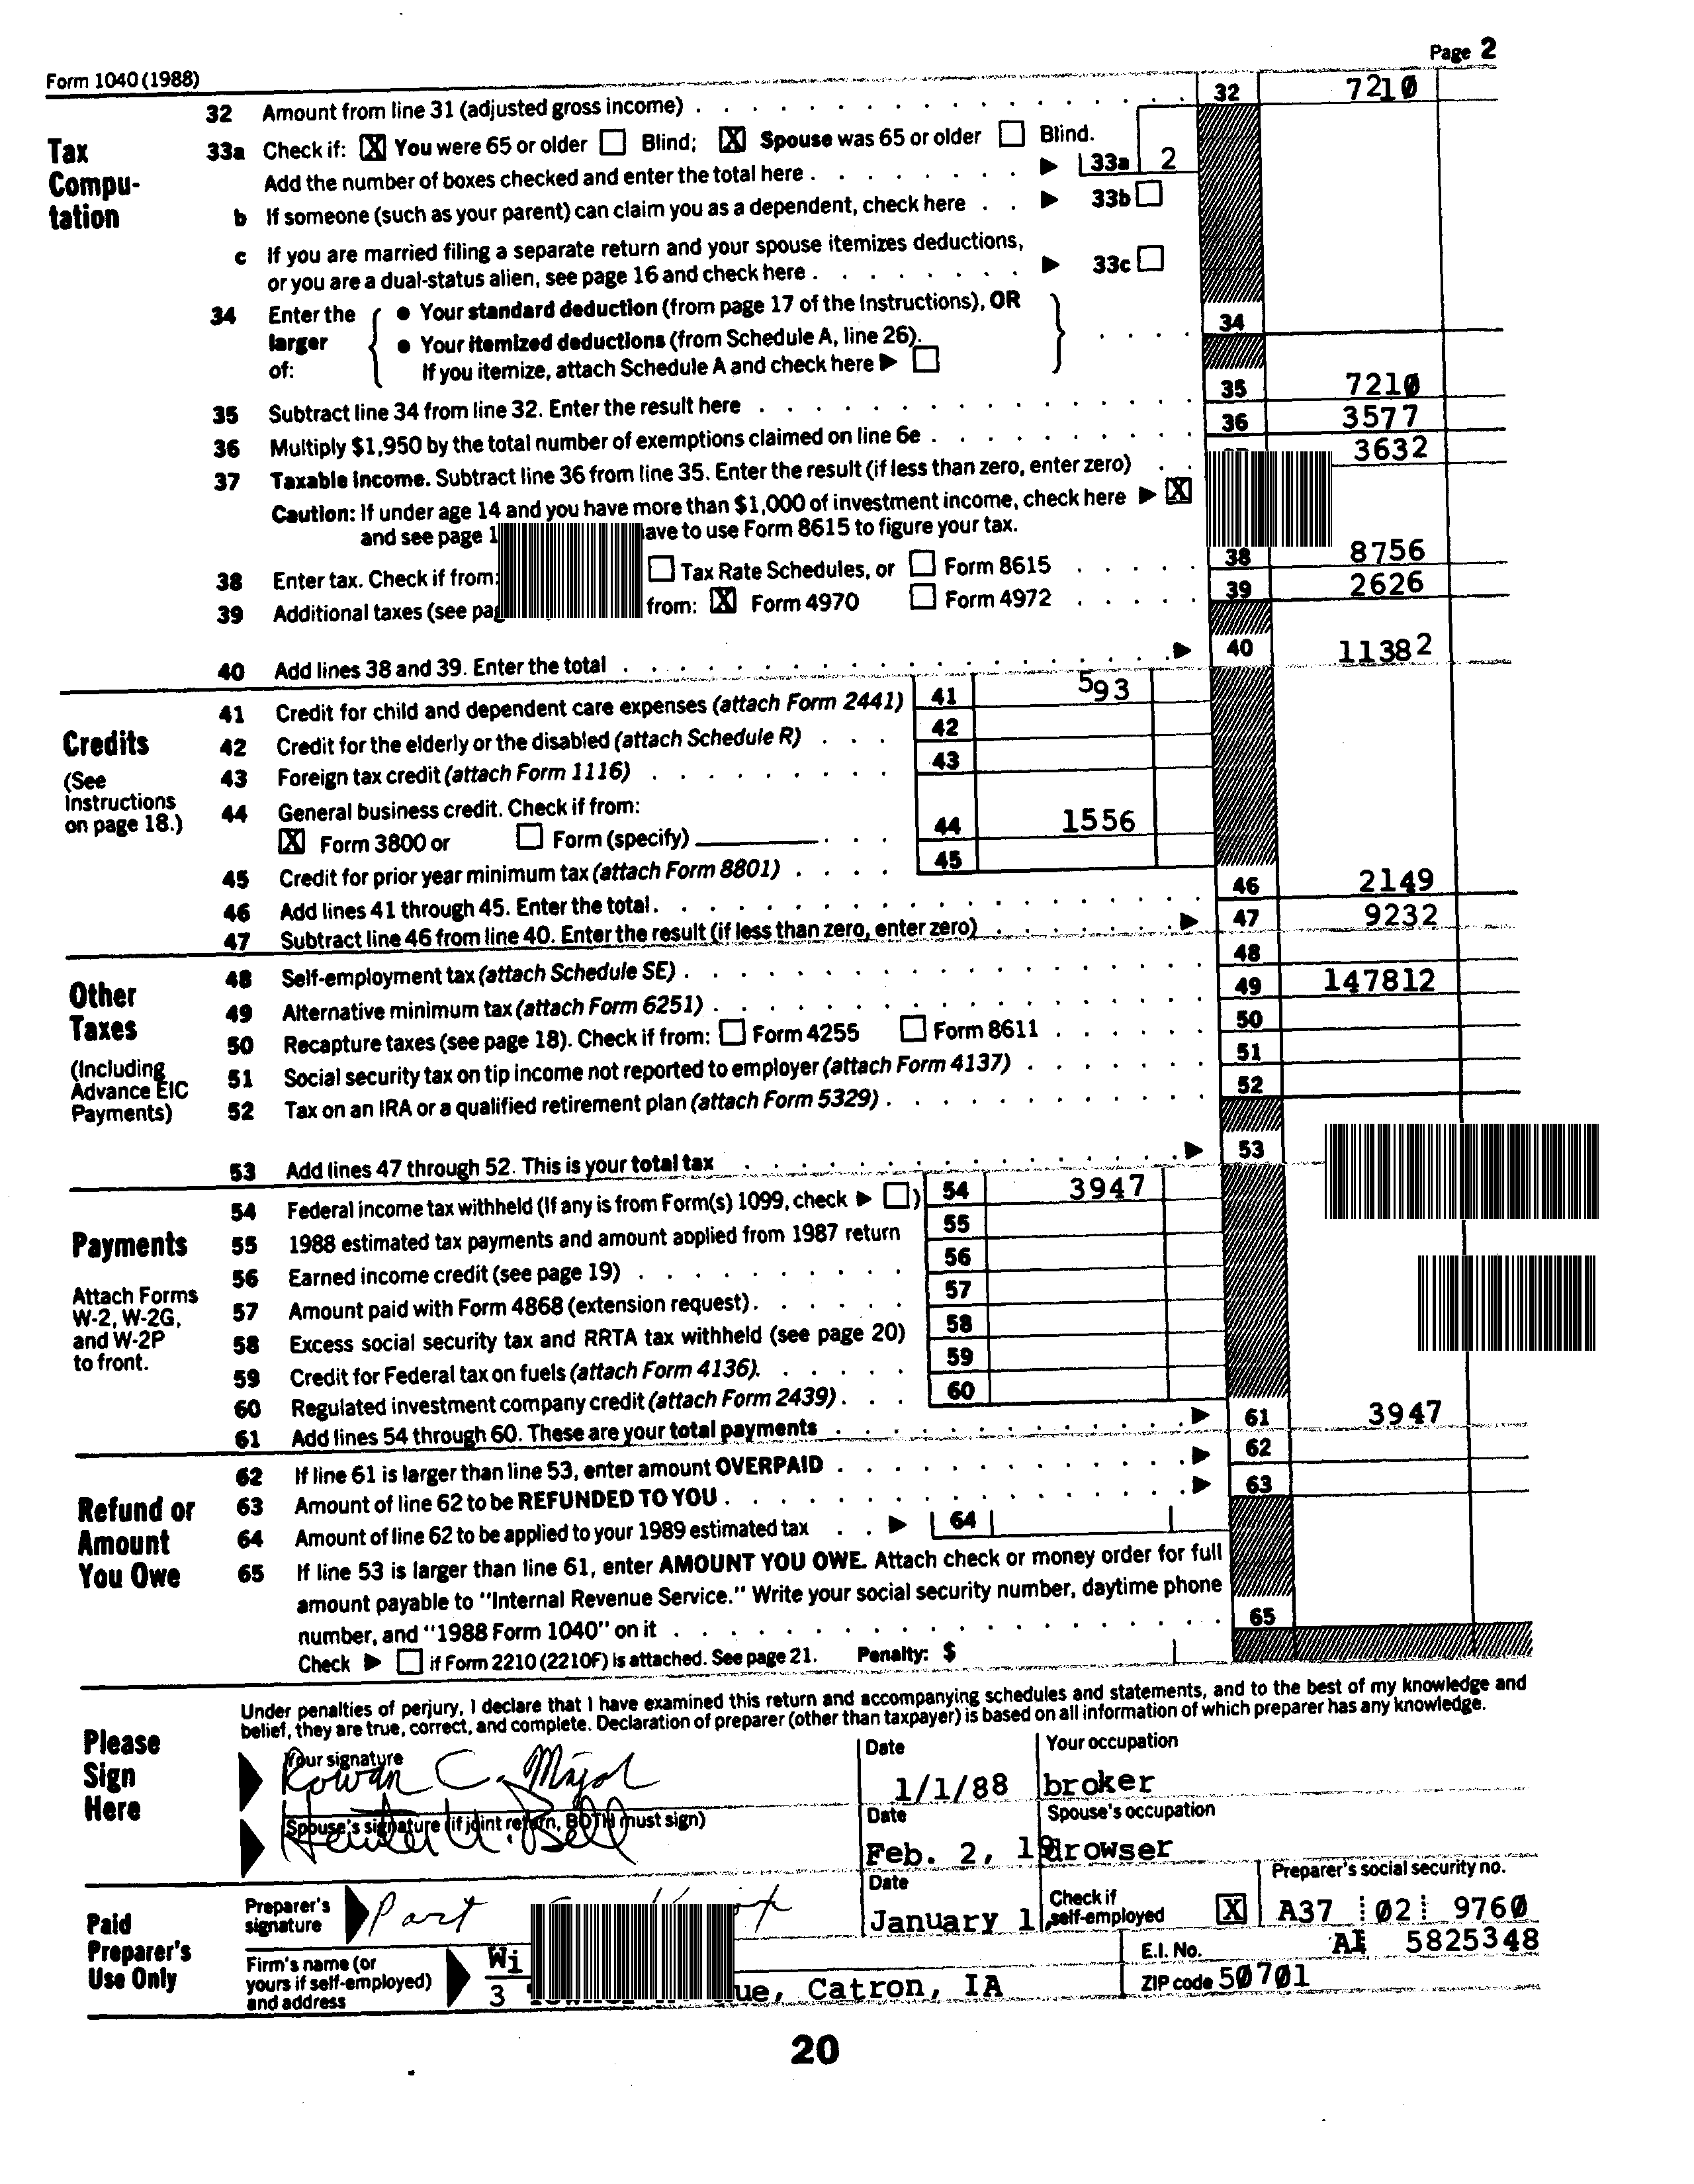 Page 2
Form 1040 (1988)
32 Amount from line 31 (adjusted gross income) 32 7210
Tax Compu-tation
33a Check if: X You were 65 or older Blind; X Spouse was 65 or older Blind.
Add the number of boxes checked and enter the total here 33a 2
b If someone (such as your parent) can claim you as a dependent, check here 33b
c If you are married filing a separate return and your spouse itemizes deductions,
or you are a dual-status alien, see page 16 and check here 33c
34 Enter the larger of:
• Your standard deduction (from page 17 of the Instructions), OR
• Your itemized deductions (from Schedule A, line 26).
If you itemize, attach Schedule A and check here
34
35 Subtract line 34 from line 32. Enter the result here 35 7210
36 Multiply $1,950 by the total number of exemptions claimed on line 6e 36 3577
37 Taxable income. Subtract line 36 from line 35. Enter the result (if less than zero, enter zero) 3632
Caution: If under age 14 and you have more than $1,000 of investment income, check here X
and see page 1 ave to use Form 8615 to figure your tax.
38 Enter tax. Check if from: Tax Rate Schedules, or Form 8615 38 8756
39 Additional taxes (see pag from: X Form 4970 Form 4972 39 2626
40 Add lines 38 and 39. Enter the total 40 11382
Credits
(See Instructions on page 18.)
41 Credit for child and dependent care expenses (attach Form 2441) 41 593
42 Credit for the elderly or the disabled (attach Schedule R) 42
43 Foreign tax credit (attach Form 1116) 43
44 General business credit. Check if from:
X Form 3800 or Form (specify) 44 1556
45 Credit for prior year minimum tax (attach Form 8801) 45
46 Add lines 41 through 45. Enter the total 46 2149
47 Subtract line 46 from line 40. Enter the result (if less than zero, enter zero) 47 9232
Other Taxes
(Including Advance EIC Payments)
48 Self-employment tax (attach Schedule SE) 48
49 Alternative minimum tax (attach Form 6251) 49 147812
50 Recapture taxes (see page 18). Check if from: Form 4255 Form 8611 50
51 Social security tax on tip income not reported to employer (attach Form 4137) 51
52 Tax on an IRA or a qualified retirement plan (attach Form 5329) 52
53 Add lines 47 through 52. This is your total tax 53
Payments
Attach Forms W-2, W-2G, and W-2P to front.
54 Federal income tax withheld (If any is from Form(s) 1099, check ) 54 3947
55 1988 estimated tax payments and amount applied from 1987 return 55
56 Earned income credit (see page 19) 56
57 Amount paid with Form 4868 (extension request) 57
58 Excess social security tax and RRTA tax withheld (see page 20) 58
59 Credit for Federal tax on fuels (attach Form 4136) 59
60 Regulated investment company credit (attach Form 2439) 60
61 Add lines 54 through 60. These are your total payments 61 3947
Refund or Amount You Owe
62 If line 61 is larger than line 53, enter amount OVERPAID 62
63 Amount of line 62 to be REFUNDED TO YOU 63
64 Amount of line 62 to be applied to your 1989 estimated tax 64
65 If line 53 is larger than line 61, enter AMOUNT YOU OWE. Attach check or money order for full
amount payable to "Internal Revenue Service." Write your social security number, daytime phone
number, and "1988 Form 1040" on it 65
Check if Form 2210 (2210F) is attached. See page 21. Penalty: $
Please Sign Here
Under penalties of perjury, I declare that I have examined this return and accompanying schedules and statements, and to the best of my knowledge and
belief, they are true, correct, and complete. Declaration of preparer (other than taxpayer) is based on all information of which preparer has any knowledge.
Your signature Date Your occupation
Rowan C. Major 1/1/88 broker
Spouse's signature (if joint return, BOTH must sign) Date Spouse's occupation
U. Bell Feb. 2, browser
Paid Preparer's Use Only
Preparer's signature Date Check if self-employed X Preparer's social security no.
January 1 A37 02 9760
Firm's name (or yours if self-employed) and address
Wi E.I. No. 5825348
3 ue, Catron, IA ZIP code 50701
20